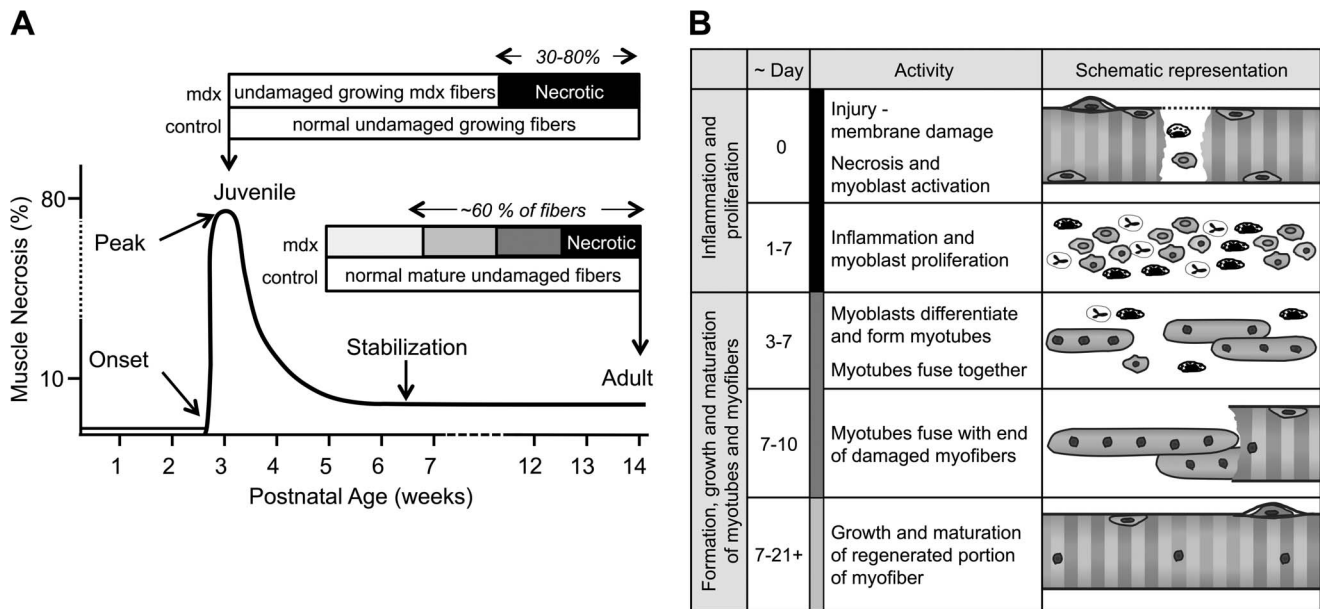 A
30-80%
mdx
undamaged growing mdx fibers
Necrotic
control
normal undamaged growing fibers
Muscle Necrosis (%)
80
10
Juvenile
Peak
~60 % of fibers
mdx
Necrotic
control
normal mature undamaged fibers
Onset
Stabilization
Adult
1 2 3 4 5 6 7 12 13 14
Postnatal Age (weeks)
B
~ Day
Activity
Schematic representation
Inflammation and
proliferation
0
Injury -
membrane damage
Necrosis and
myoblast activation
1-7
Inflammation and
myoblast proliferation
Formation, growth and maturation
of myotubes and myofibers
3-7
Myoblasts differentiate
and form myotubes
Myotubes fuse together
7-10
Myotubes fuse with end
of damaged myofibers
7-21+
Growth and maturation
of regenerated portion
of myofiber